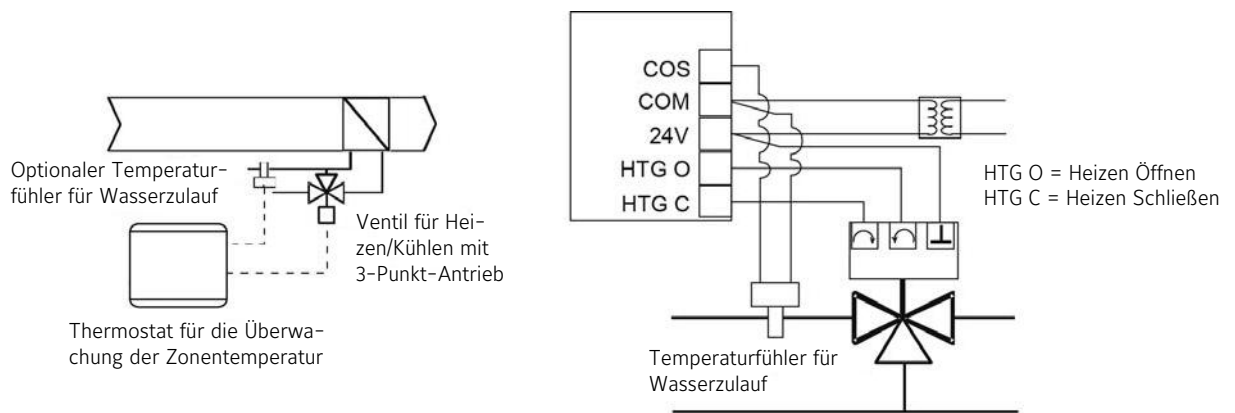 Optionaler Temperatur-
fühler für Wasserzulauf
Ventil für Hei-
zen/Kühlen mit
3-Punkt-Antrieb
Thermostat für die Überwa-
chung der Zonentemperatur
COS
COM
24V
HTG O
HTG C
HTG O = Heizen Öffnen
HTG C = Heizen Schließen
Temperaturfühler für
Wasserzulauf